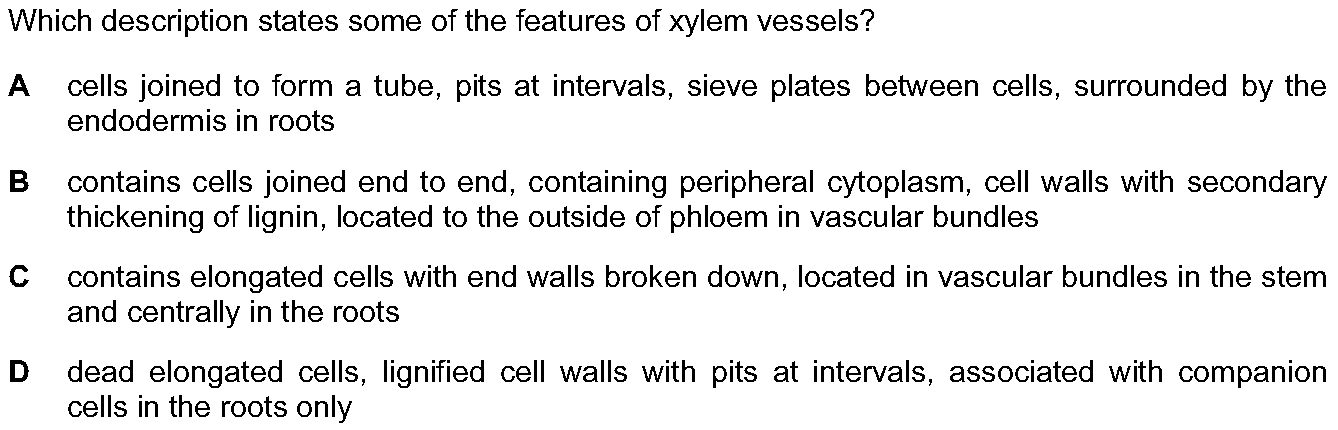 Which description states some of the features of xylem vessels?
A cells joined to form a tube, pits at intervals, sieve plates between cells, surrounded by the
endodermis in roots
B contains cells joined end to end, containing peripheral cytoplasm, cell walls with secondary
thickening of lignin, located to the outside of phloem in vascular bundles
C contains elongated cells with end walls broken down, located in vascular bundles in the stem
and centrally in the roots
D dead elongated cells, lignified cell walls with pits at intervals, associated with companion
cells in the roots only